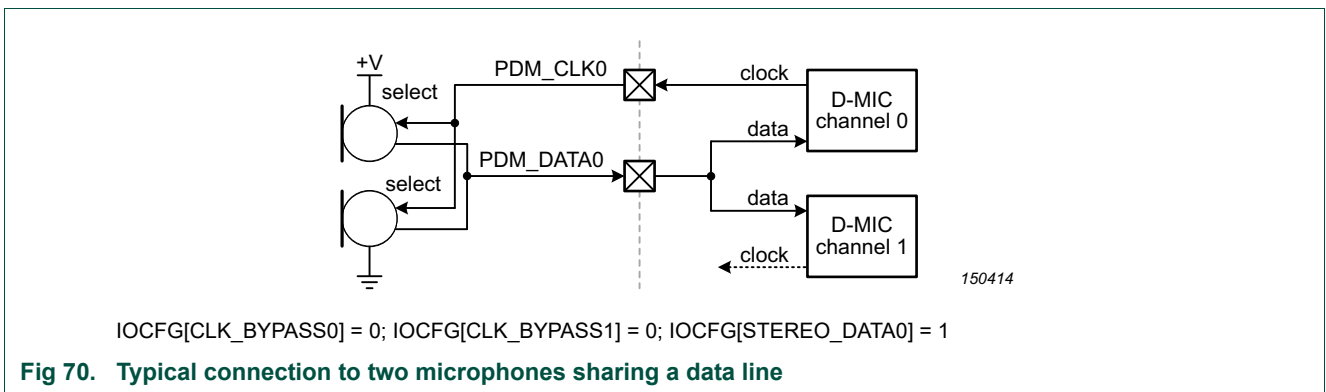 +V
select
PDM_CLK0
clock
D-MIC
channel 0
data
PDM_DATA0
select
data
D-MIC
channel 1
clock
150414
IOCFG[CLK_BYPASS0] = 0; IOCFG[CLK_BYPASS1] = 0; IOCFG[STEREO_DATA0] = 1
Fig 70. Typical connection to two microphones sharing a data line